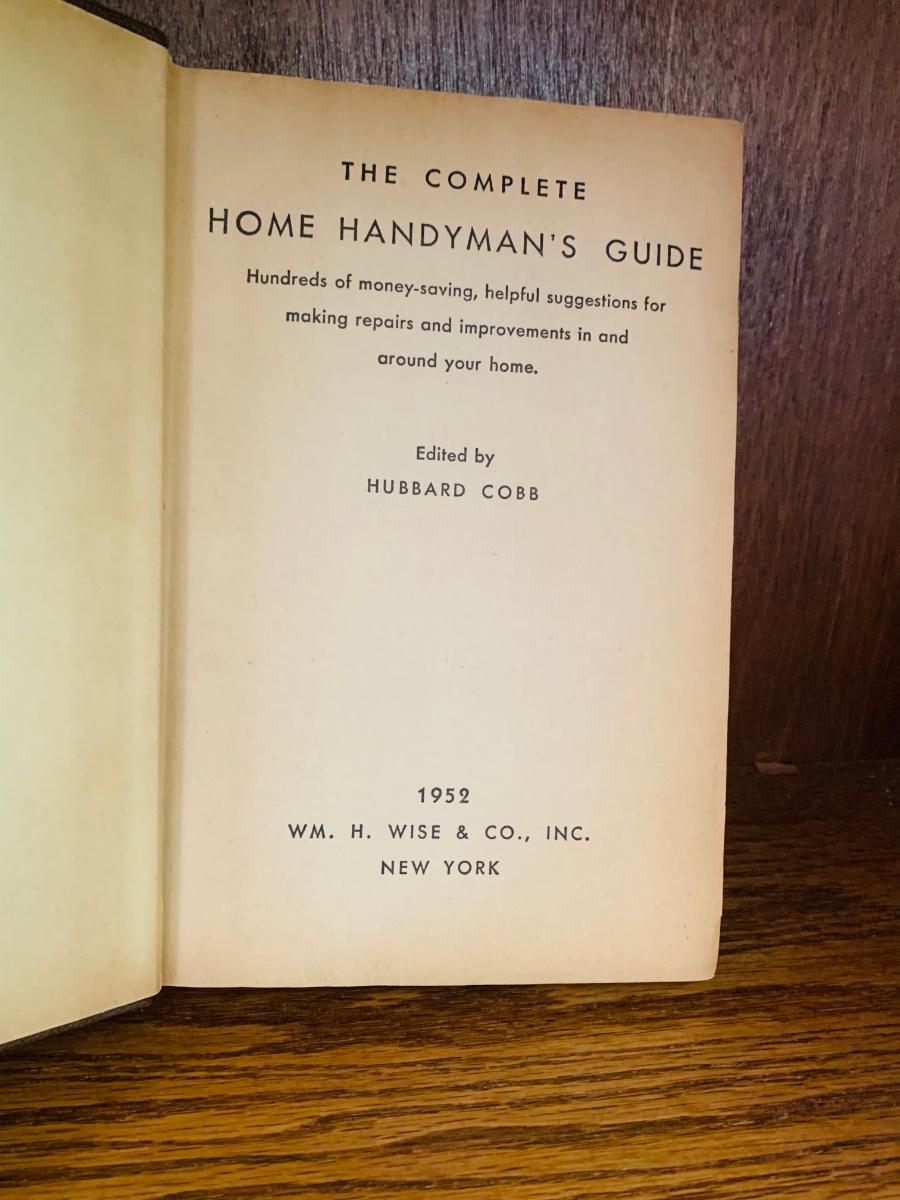 THE COMPLETE
HOME HANDYMAN'S GUIDE
Hundreds of money-saving, helpful suggestions for
making repairs and improvements in and
around your home.
Edited by
HUBBARD COBB
1952
WM. H. WISE & CO., INC.
NEW YORK